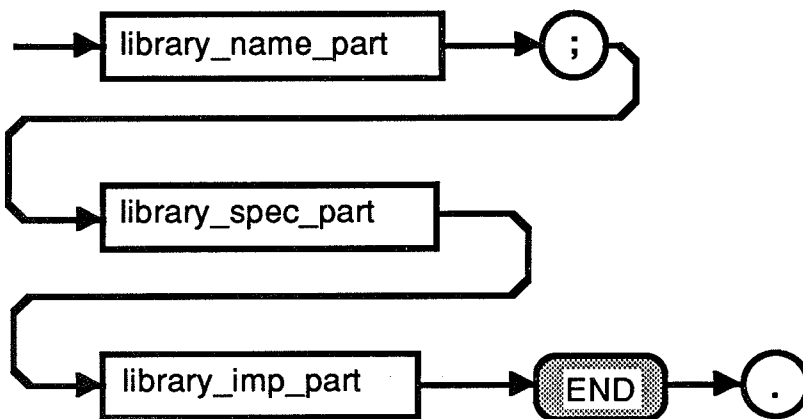 library_name_part ;
library_spec_part
library_imp_part END .